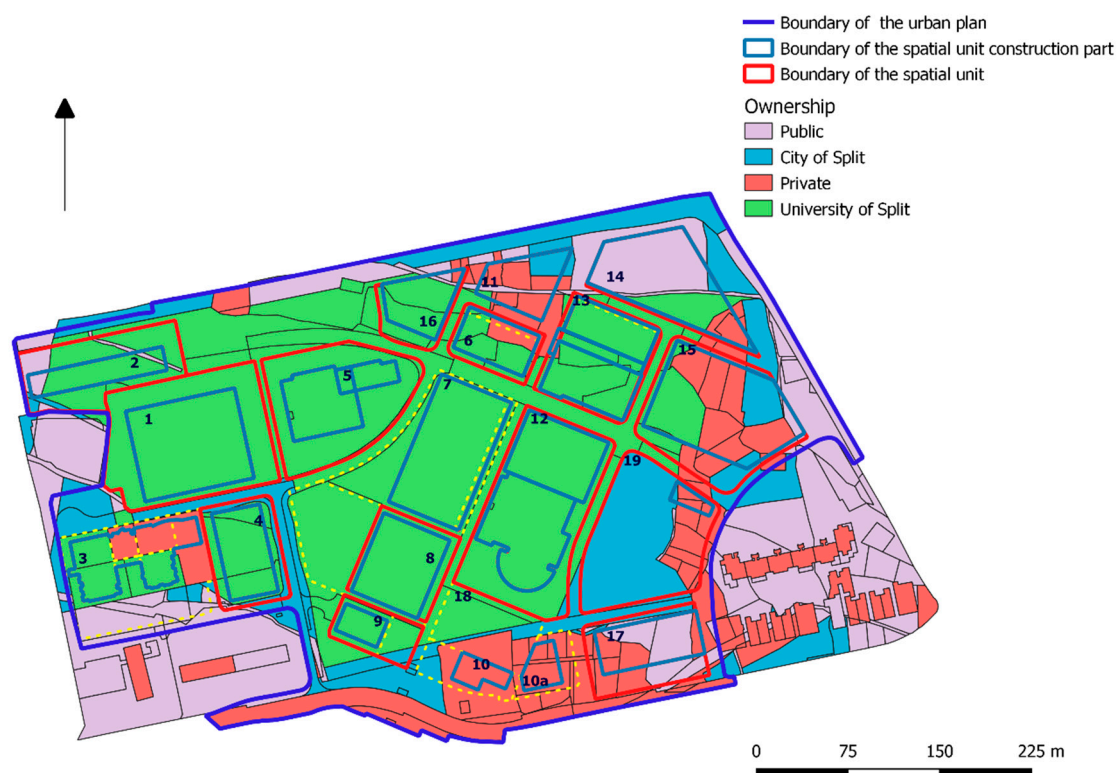 Boundary of the urban plan
Boundary of the spatial unit construction part
Boundary of the spatial unit
Ownership
Public
City of Split
Private
University of Split
14
11
13
16
6
15
2
5
7
1
12
19
4
3
8
18
9
17
10
10a
0 75 150 225 m